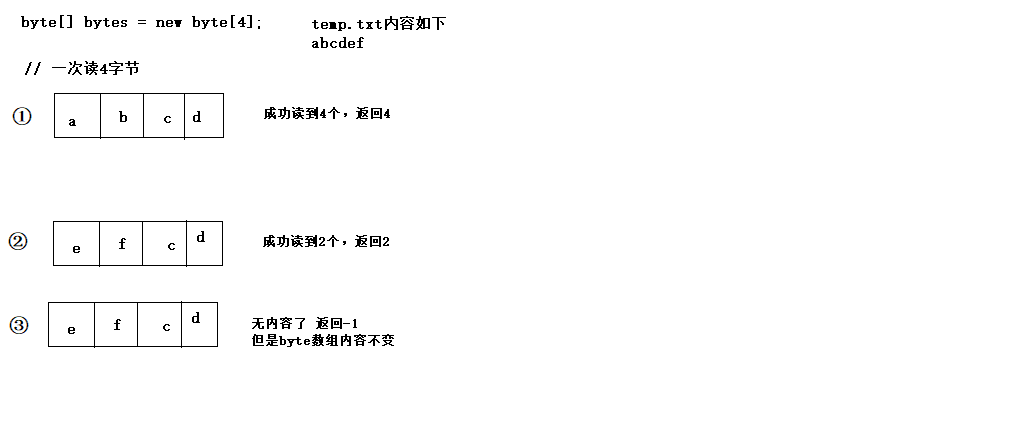 byte[] bytes = new byte[4];
temp.txt内容如下
abcdef
// 一次读4字节
① a b c d 成功读到4个，返回4
② e f c d 成功读到2个，返回2
③ e f c d 无内容了 返回-1
但是byte数组内容不变